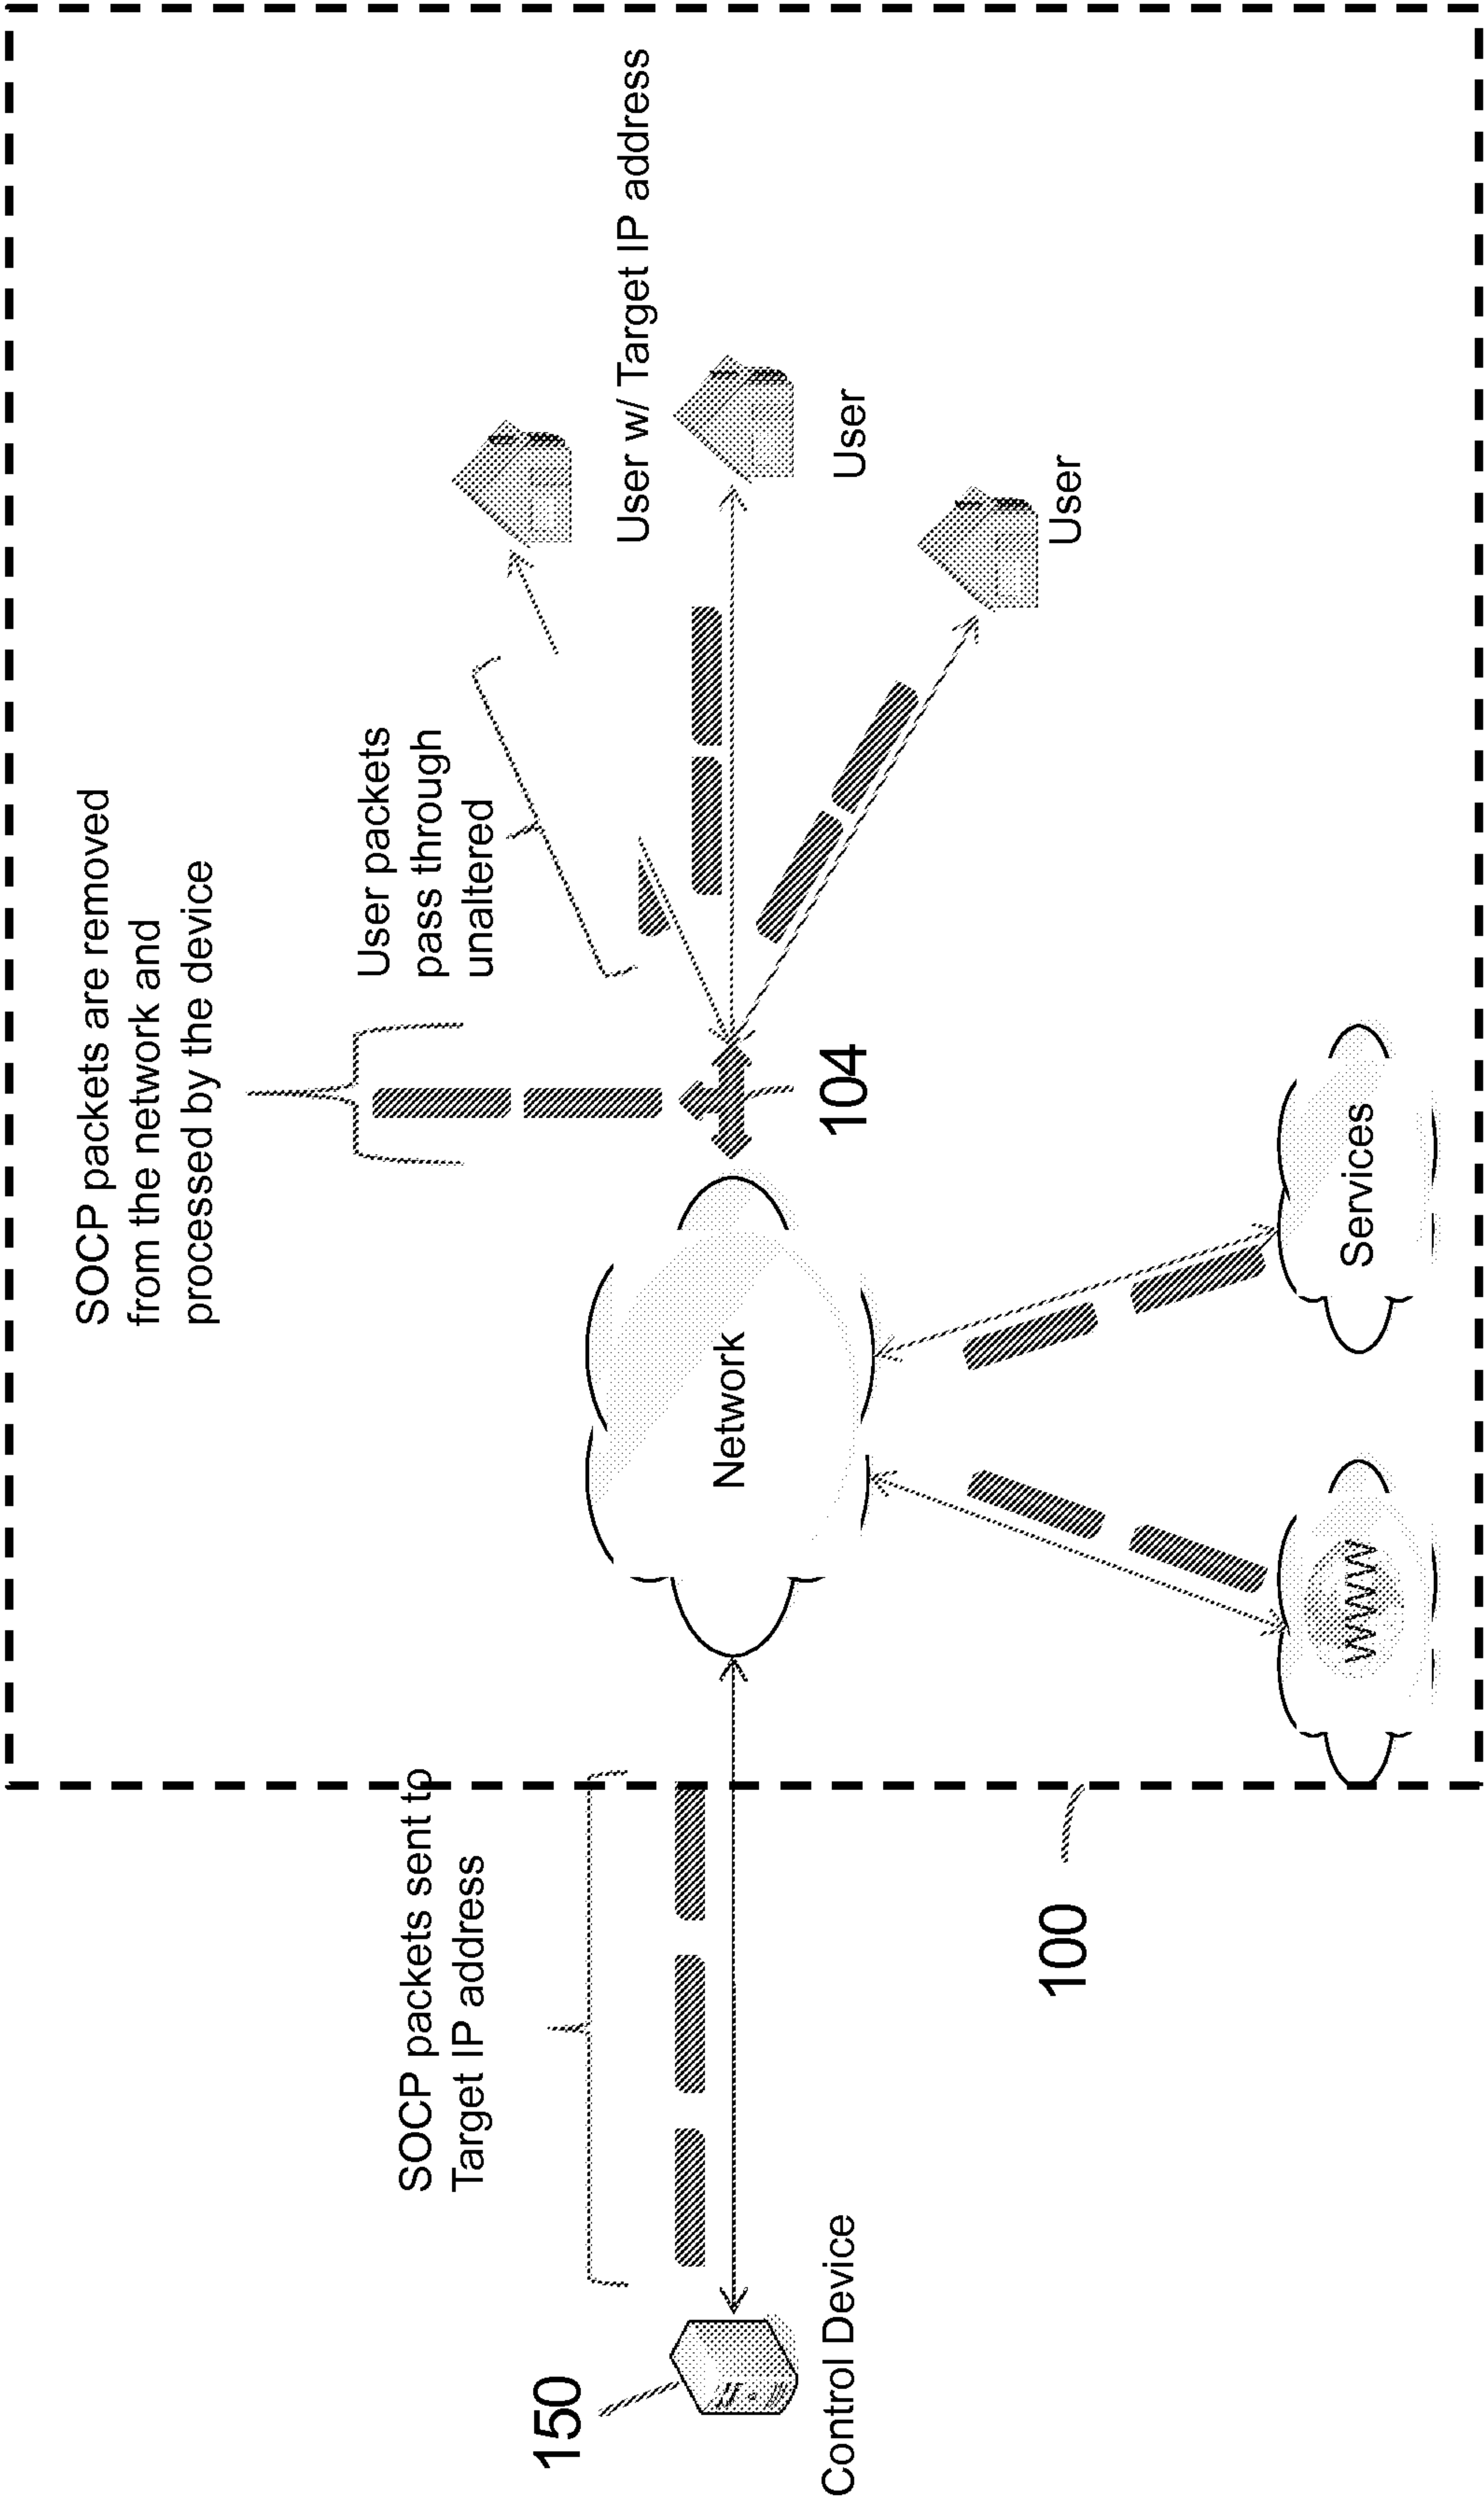 SOCP packets are removed
from the network and
processed by the device
User packets
pass through
unaltered
SOCP packets sent to
Target IP address
User w/ Target IP address
150
Network
104
User
Control Device
User
100
WWW
Services